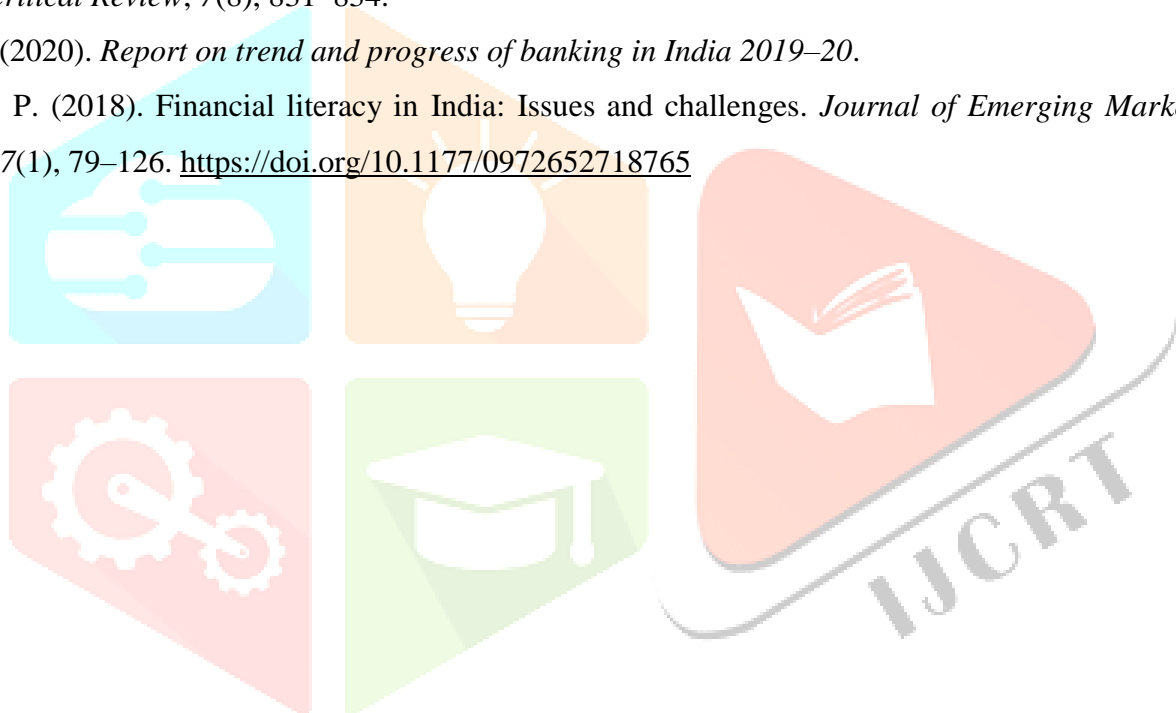 Critical Review, 7(8), 831–834.
(2020). Report on trend and progress of banking in India 2019–20.
P. (2018). Financial literacy in India: Issues and challenges. Journal of Emerging Mark
7(1), 79–126. https://doi.org/10.1177/0972652718765
IJCRT